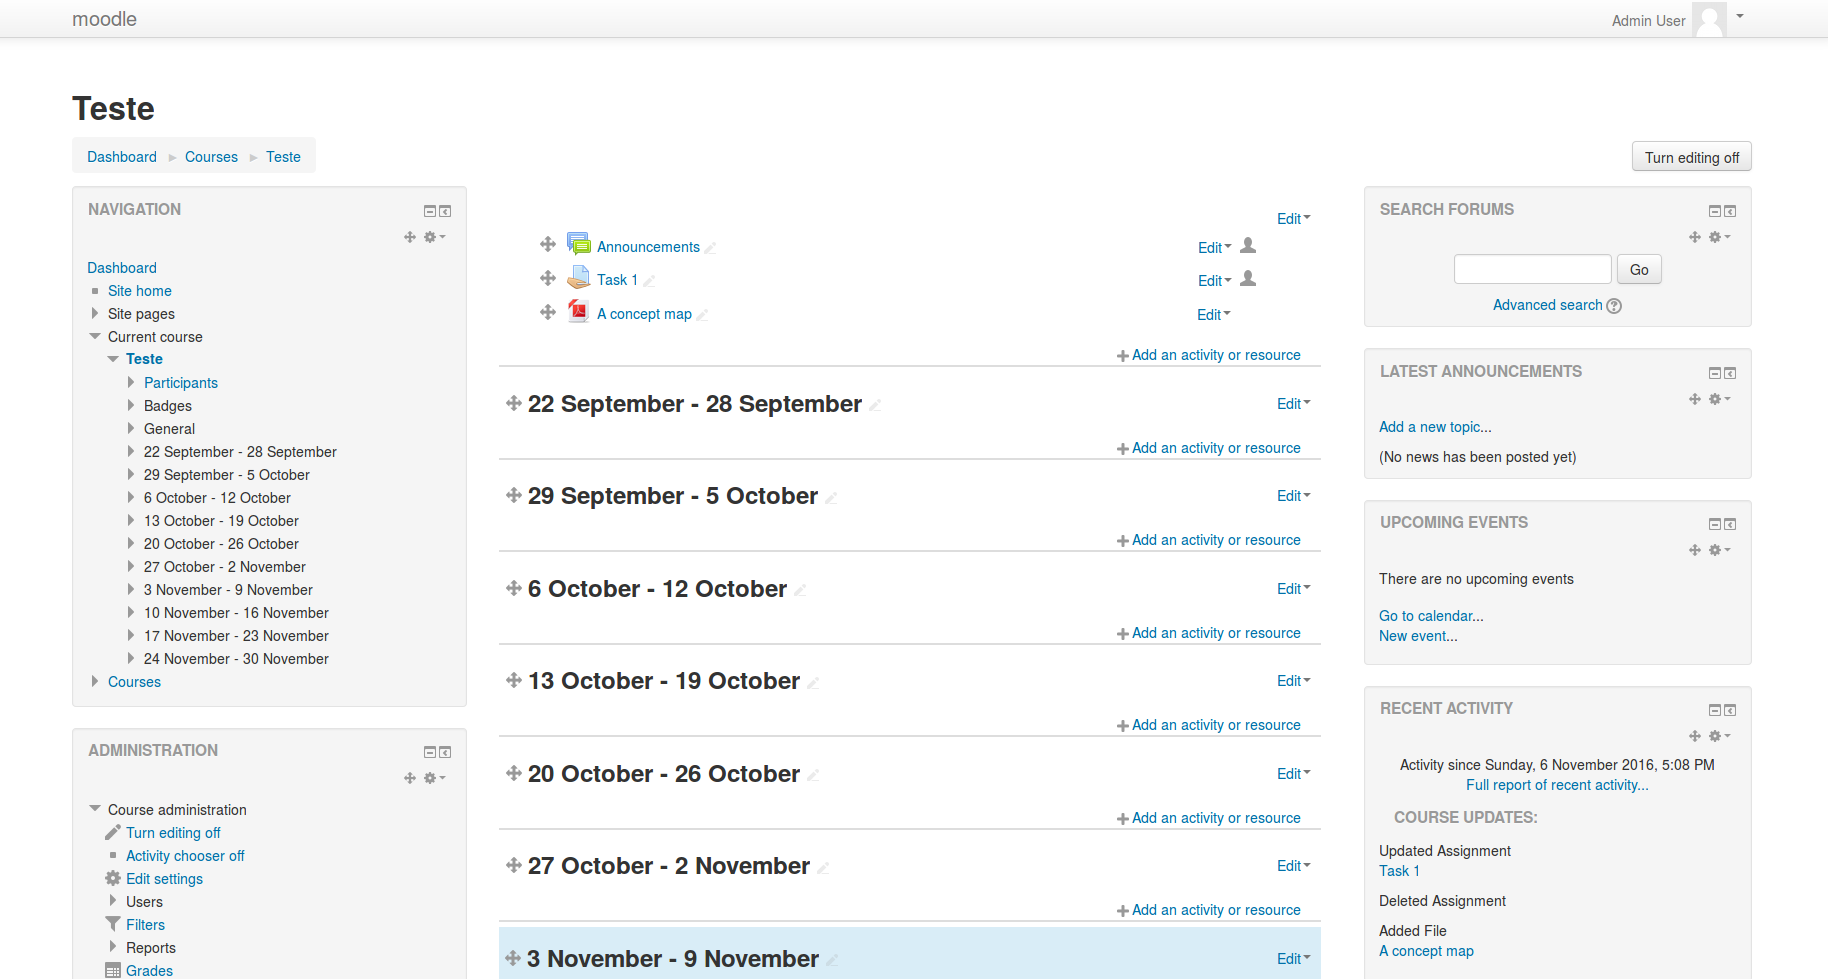 moodle
Admin User
Teste
Dashboard Courses Teste
Turn editing off
NAVIGATION
Dashboard
Site home
Site pages
Current course
Teste
Participants
Badges
General
22 September - 28 September
29 September - 5 October
6 October - 12 October
13 October - 19 October
20 October - 26 October
27 October - 2 November
3 November - 9 November
10 November - 16 November
17 November - 23 November
24 November - 30 November
Courses
ADMINISTRATION
Course administration
Turn editing off
Activity chooser off
Edit settings
Users
Filters
Reports
Grades
Edit
Announcements Edit
Task 1 Edit
A concept map Edit
Add an activity or resource
22 September - 28 September Edit
Add an activity or resource
29 September - 5 October Edit
Add an activity or resource
6 October - 12 October Edit
Add an activity or resource
13 October - 19 October Edit
Add an activity or resource
20 October - 26 October Edit
Add an activity or resource
27 October - 2 November Edit
Add an activity or resource
3 November - 9 November Edit
SEARCH FORUMS
Go
Advanced search ?
LATEST ANNOUNCEMENTS
Add a new topic...
(No news has been posted yet)
UPCOMING EVENTS
There are no upcoming events
Go to calendar...
New event...
RECENT ACTIVITY
Activity since Sunday, 6 November 2016, 5:08 PM
Full report of recent activity...
COURSE UPDATES:
Updated Assignment
Task 1
Deleted Assignment
Added File
A concept map